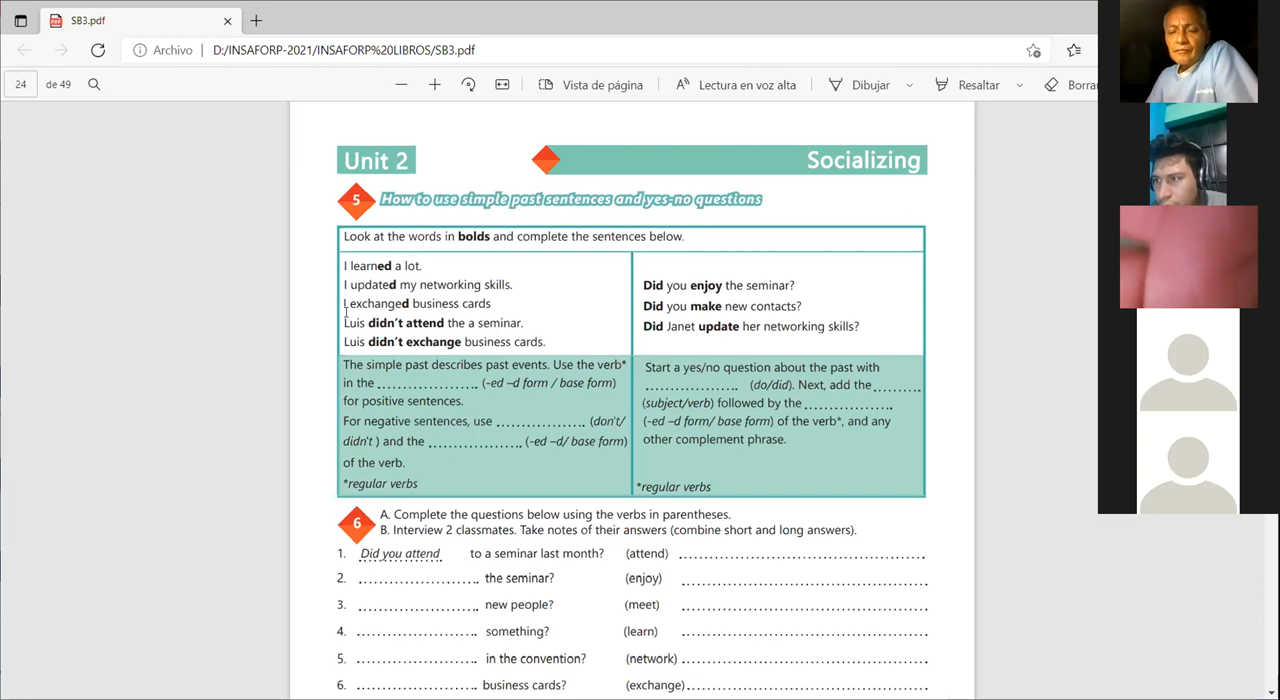 SB3.pdf
Archivo D:/INSAFORP-2021/INSAFORP%20LIBROS/SB3.pdf
24 de 49 Vista de página Lectura en voz alta Dibujar Resaltar Borrar
Unit 2 Socializing
5 How to use simple past sentences and yes-no questions
Look at the words in bolds and complete the sentences below.
I learned a lot.
I updated my networking skills.
I exchanged business cards
Luis didn't attend the a seminar.
Luis didn't exchange business cards.
Did you enjoy the seminar?
Did you make new contacts?
Did Janet update her networking skills?
The simple past describes past events. Use the verb*
in the .................... (-ed –d form / base form)
for positive sentences.
For negative sentences, use .................. (don't/
didn't ) and the ................... (-ed –d/ base form)
of the verb.
*regular verbs
Start a yes/no question about the past with
................... (do/did). Next, add the .........
(subject/verb) followed by the ..................
(-ed –d form/ base form) of the verb*, and any
other complement phrase.
*regular verbs
6 A. Complete the questions below using the verbs in parentheses.
B. Interview 2 classmates. Take notes of their answers (combine short and long answers).
1. Did you attend to a seminar last month? (attend) ..................................................
2. ......................... the seminar? (enjoy) ..................................................
3. ......................... new people? (meet) ..................................................
4. ......................... something? (learn) ..................................................
5. ......................... in the convention? (network) ..................................................
6. ......................... business cards? (exchange) ..................................................